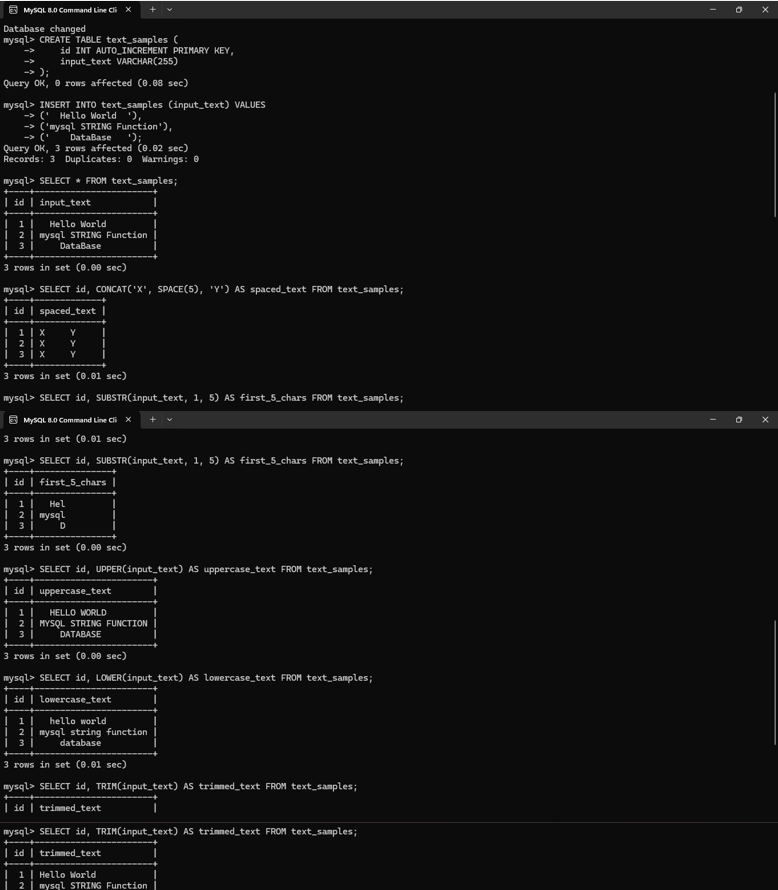 MySQL 8.0 Command Line Cli
Database changed
mysql> CREATE TABLE text_samples (
    ->     id INT AUTO_INCREMENT PRIMARY KEY,
    ->     input_text VARCHAR(255)
    -> );
Query OK, 0 rows affected (0.08 sec)

mysql> INSERT INTO text_samples (input_text) VALUES
    -> ('  Hello World  '),
    -> ('mysql STRING Function'),
    -> ('    DataBase   ');
Query OK, 3 rows affected (0.02 sec)
Records: 3  Duplicates: 0  Warnings: 0

mysql> SELECT * FROM text_samples;
+----+-----------------------+
| id | input_text            |
+----+-----------------------+
|  1 |   Hello World         |
|  2 | mysql STRING Function |
|  3 |     DataBase          |
+----+-----------------------+
3 rows in set (0.00 sec)

mysql> SELECT id, CONCAT('X', SPACE(5), 'Y') AS spaced_text FROM text_samples;
+----+-------------+
| id | spaced_text |
+----+-------------+
|  1 | X     Y     |
|  2 | X     Y     |
|  3 | X     Y     |
+----+-------------+
3 rows in set (0.01 sec)

mysql> SELECT id, SUBSTR(input_text, 1, 5) AS first_5_chars FROM text_samples;
MySQL 8.0 Command Line Cli
3 rows in set (0.01 sec)

mysql> SELECT id, SUBSTR(input_text, 1, 5) AS first_5_chars FROM text_samples;
+----+---------------+
| id | first_5_chars |
+----+---------------+
|  1 |   Hel         |
|  2 | mysql         |
|  3 |     D         |
+----+---------------+
3 rows in set (0.00 sec)

mysql> SELECT id, UPPER(input_text) AS uppercase_text FROM text_samples;
+----+-----------------------+
| id | uppercase_text        |
+----+-----------------------+
|  1 |   HELLO WORLD         |
|  2 | MYSQL STRING FUNCTION |
|  3 |     DATABASE          |
+----+-----------------------+
3 rows in set (0.00 sec)

mysql> SELECT id, LOWER(input_text) AS lowercase_text FROM text_samples;
+----+-----------------------+
| id | lowercase_text        |
+----+-----------------------+
|  1 |   hello world         |
|  2 | mysql string function |
|  3 |     database          |
+----+-----------------------+
3 rows in set (0.01 sec)

mysql> SELECT id, TRIM(input_text) AS trimmed_text FROM text_samples;
+----+-----------------------+
| id | trimmed_text          |

mysql> SELECT id, TRIM(input_text) AS trimmed_text FROM text_samples;
+----+-----------------------+
| id | trimmed_text          |
+----+-----------------------+
|  1 | Hello World           |
|  2 | mysql STRING Function |